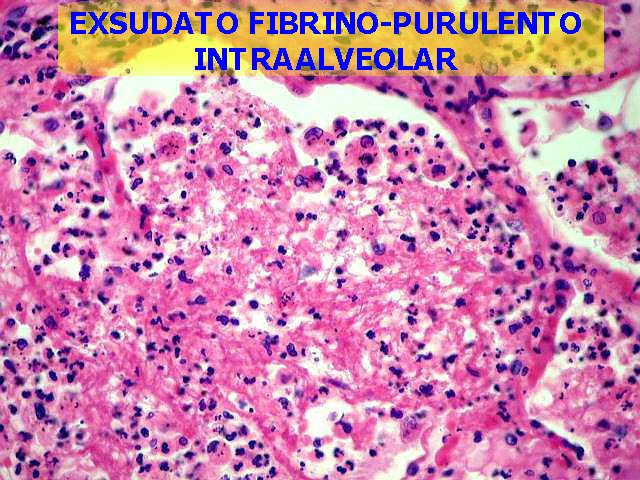 EXSUDATO FIBRINO-PURULENTO
INTRAALVEOLAR